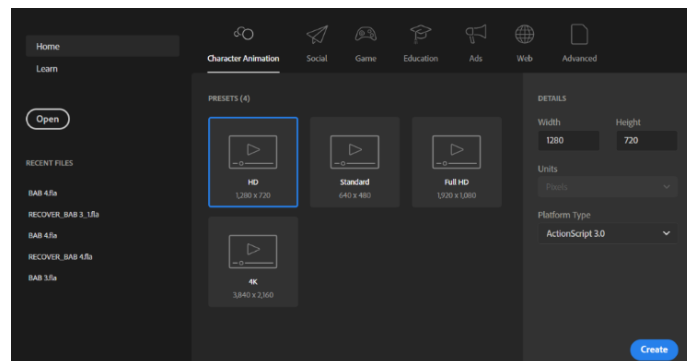 Home
Learn
Open
RECENT FILES
BAB 4.fla
RECOVER_BAB 3_1.fla
BAB 4.fla
RECOVER_BAB 4.fla
BAB 3.fla
Character Animation
Social
Game
Education
Ads
Web
Advanced
PRESETS (4)
HD
1,280 x 720
Standard
640 x 480
Full HD
1,920 x 1,080
4K
3,840 x 2,160
DETAILS
Width
Height
1280
720
Units
Pixels
Platform Type
ActionScript 3.0
Create